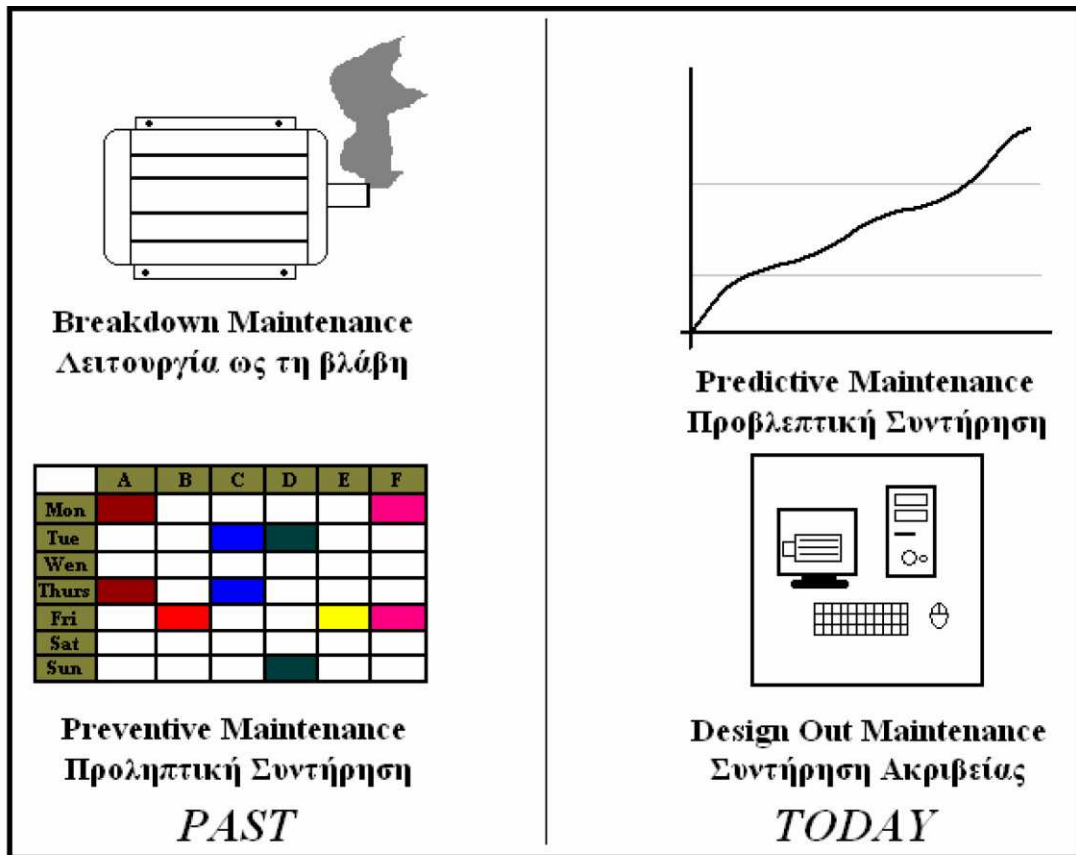 Breakdown Maintenance
Λειτουργία ως τη βλάβη
A B C D E F
Mon
Tue
Wen
Thurs
Fri
Sat
Sun
Preventive Maintenance
Προληπτική Συντήρηση
PAST
Predictive Maintenance
Προβλεπτική Συντήρηση
Design Out Maintenance
Συντήρηση Ακριβείας
TODAY